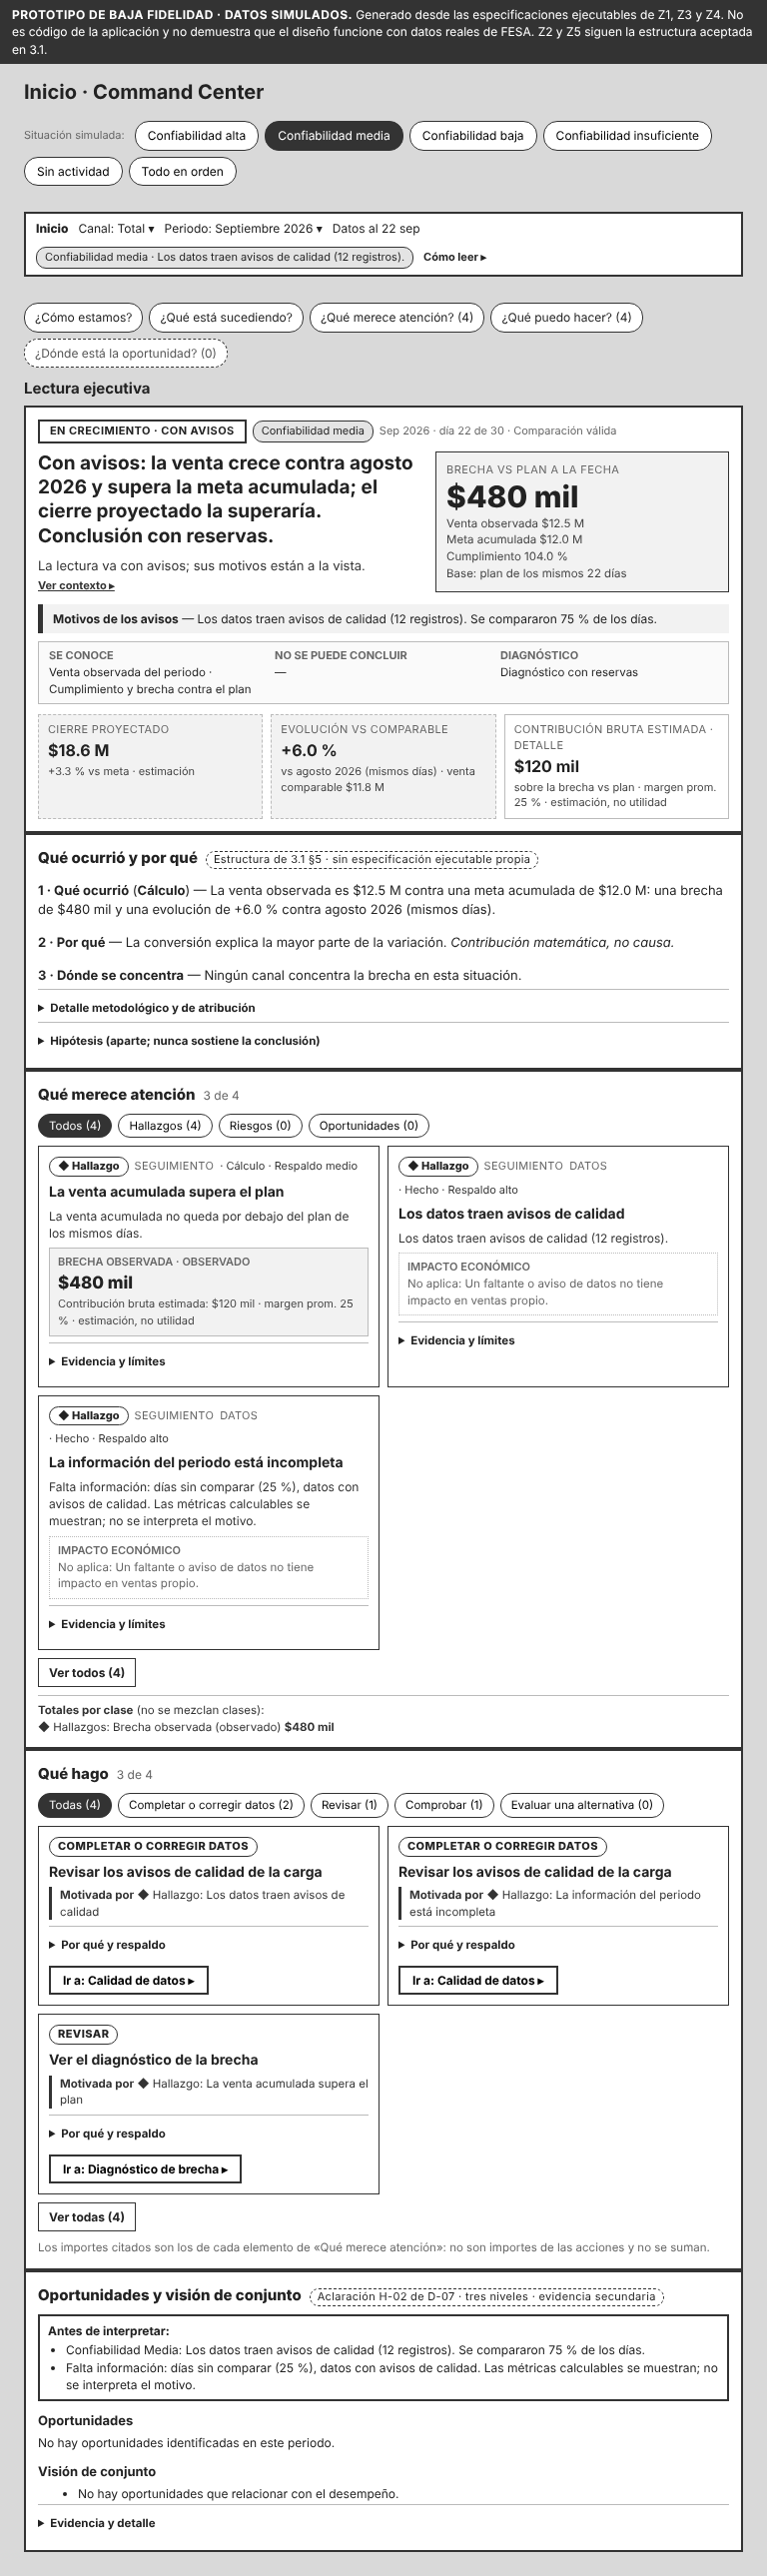 PROTOTIPO DE BAJA FIDELIDAD · DATOS SIMULADOS. Generado desde las especificaciones ejecutables de Z1, Z3 y Z4. No
es código de la aplicación y no demuestra que el diseño funcione con datos reales de FESA. Z2 y Z5 siguen la estructura aceptada
en 3.1.
Inicio · Command Center
Situación simulada: Confiabilidad alta Confiabilidad media Confiabilidad baja Confiabilidad insuficiente
Sin actividad Todo en orden
Inicio Canal: Total ▾ Periodo: Septiembre 2026 ▾ Datos al 22 sep
Confiabilidad media · Los datos traen avisos de calidad (12 registros). Cómo leer ▸
¿Cómo estamos? ¿Qué está sucediendo? ¿Qué merece atención? (4) ¿Qué puedo hacer? (4)
¿Dónde está la oportunidad? (0)
Lectura ejecutiva
EN CRECIMIENTO · CON AVISOS Confiabilidad media Sep 2026 · día 22 de 30 · Comparación válida
Con avisos: la venta crece contra agosto
2026 y supera la meta acumulada; el
cierre proyectado la superaría.
Conclusión con reservas.
La lectura va con avisos; sus motivos están a la vista.
Ver contexto ▸
BRECHA VS PLAN A LA FECHA
$480 mil
Venta observada $12.5 M
Meta acumulada $12.0 M
Cumplimiento 104.0 %
Base: plan de los mismos 22 días
Motivos de los avisos — Los datos traen avisos de calidad (12 registros). Se compararon 75 % de los días.
SE CONOCE
Venta observada del periodo ·
Cumplimiento y brecha contra el plan
NO SE PUEDE CONCLUIR
—
DIAGNÓSTICO
Diagnóstico con reservas
CIERRE PROYECTADO
$18.6 M
+3.3 % vs meta · estimación
EVOLUCIÓN VS COMPARABLE
+6.0 %
vs agosto 2026 (mismos días) · venta
comparable $11.8 M
CONTRIBUCIÓN BRUTA ESTIMADA ·
DETALLE
$120 mil
sobre la brecha vs plan · margen prom.
25 % · estimación, no utilidad
Qué ocurrió y por qué Estructura de 3.1 §5 · sin especificación ejecutable propia
1 · Qué ocurrió (Cálculo) — La venta observada es $12.5 M contra una meta acumulada de $12.0 M: una brecha
de $480 mil y una evolución de +6.0 % contra agosto 2026 (mismos días).
2 · Por qué — La conversión explica la mayor parte de la variación. Contribución matemática, no causa.
3 · Dónde se concentra — Ningún canal concentra la brecha en esta situación.
▶ Detalle metodológico y de atribución
▶ Hipótesis (aparte; nunca sostiene la conclusión)
Qué merece atención 3 de 4
Todos (4) Hallazgos (4) Riesgos (0) Oportunidades (0)
◆ Hallazgo SEGUIMIENTO · Cálculo · Respaldo medio
La venta acumulada supera el plan
La venta acumulada no queda por debajo del plan de
los mismos días.
BRECHA OBSERVADA · OBSERVADO
$480 mil
Contribución bruta estimada: $120 mil · margen prom. 25
% · estimación, no utilidad
▶ Evidencia y límites
◆ Hallazgo SEGUIMIENTO DATOS
· Hecho · Respaldo alto
Los datos traen avisos de calidad
Los datos traen avisos de calidad (12 registros).
IMPACTO ECONÓMICO
No aplica: Un faltante o aviso de datos no tiene
impacto en ventas propio.
▶ Evidencia y límites
◆ Hallazgo SEGUIMIENTO DATOS
· Hecho · Respaldo alto
La información del periodo está incompleta
Falta información: días sin comparar (25 %), datos con
avisos de calidad. Las métricas calculables se
muestran; no se interpreta el motivo.
IMPACTO ECONÓMICO
No aplica: Un faltante o aviso de datos no tiene
impacto en ventas propio.
▶ Evidencia y límites
Ver todos (4)
Totales por clase (no se mezclan clases):
◆ Hallazgos: Brecha observada (observado) $480 mil
Qué hago 3 de 4
Todas (4) Completar o corregir datos (2) Revisar (1) Comprobar (1) Evaluar una alternativa (0)
COMPLETAR O CORREGIR DATOS
Revisar los avisos de calidad de la carga
Motivada por ◆ Hallazgo: Los datos traen avisos de
calidad
▶ Por qué y respaldo
Ir a: Calidad de datos ▸
COMPLETAR O CORREGIR DATOS
Revisar los avisos de calidad de la carga
Motivada por ◆ Hallazgo: La información del periodo
está incompleta
▶ Por qué y respaldo
Ir a: Calidad de datos ▸
REVISAR
Ver el diagnóstico de la brecha
Motivada por ◆ Hallazgo: La venta acumulada supera el
plan
▶ Por qué y respaldo
Ir a: Diagnóstico de brecha ▸
Ver todas (4)
Los importes citados son los de cada elemento de «Qué merece atención»: no son importes de las acciones y no se suman.
Oportunidades y visión de conjunto Aclaración H-02 de D-07 · tres niveles · evidencia secundaria
Antes de interpretar:
• Confiabilidad Media: Los datos traen avisos de calidad (12 registros). Se compararon 75 % de los días.
• Falta información: días sin comparar (25 %), datos con avisos de calidad. Las métricas calculables se muestran; no
se interpreta el motivo.
Oportunidades
No hay oportunidades identificadas en este periodo.
Visión de conjunto
• No hay oportunidades que relacionar con el desempeño.
▶ Evidencia y detalle